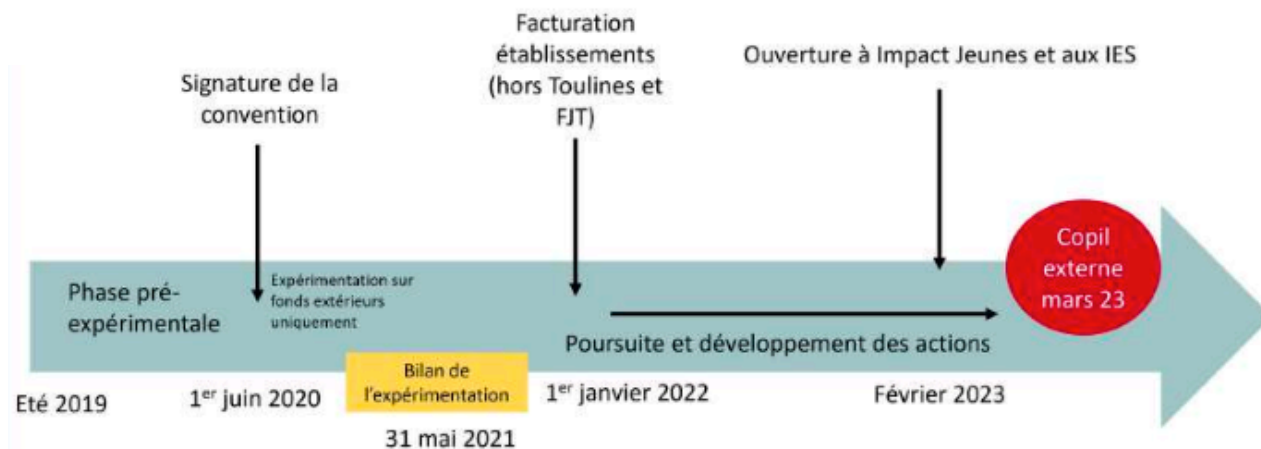 Signature de la
convention
Facturation
établissements
(hors Toulines et
FJT)
Ouverture à Impact Jeunes et aux IES
Phase pré-
expérimentale
Expérimentation sur
fonds extérieurs
uniquement
Poursuite et développement des actions
Copil
externe
mars 23
Bilan de
l'expérimentation
Eté 2019
1er juin 2020
31 mai 2021
1er janvier 2022
Février 2023